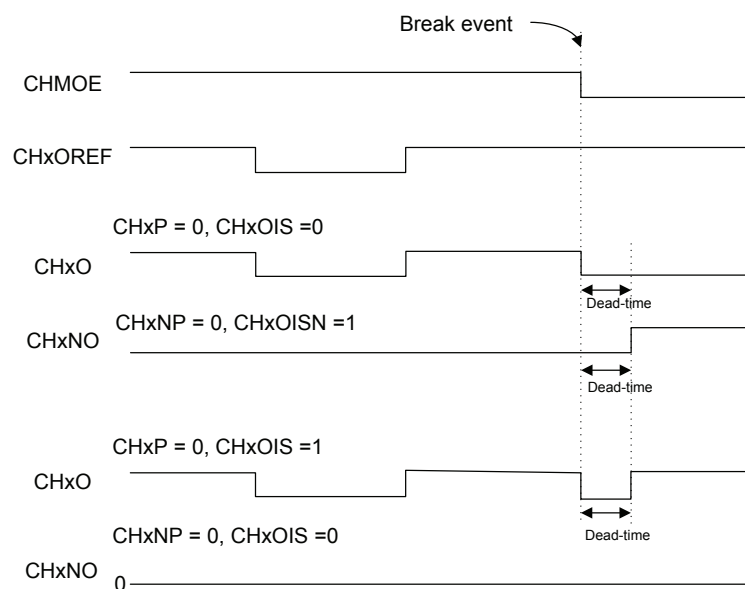 Break event
CHMOE
CHxOREF
CHxP = 0, CHxOIS =0
CHxO
Dead-time
CHxNP = 0, CHxOISN =1
CHxNO
Dead-time
CHxP = 0, CHxOIS =1
CHxO
Dead-time
CHxNP = 0, CHxOIS =0
CHxNO
0